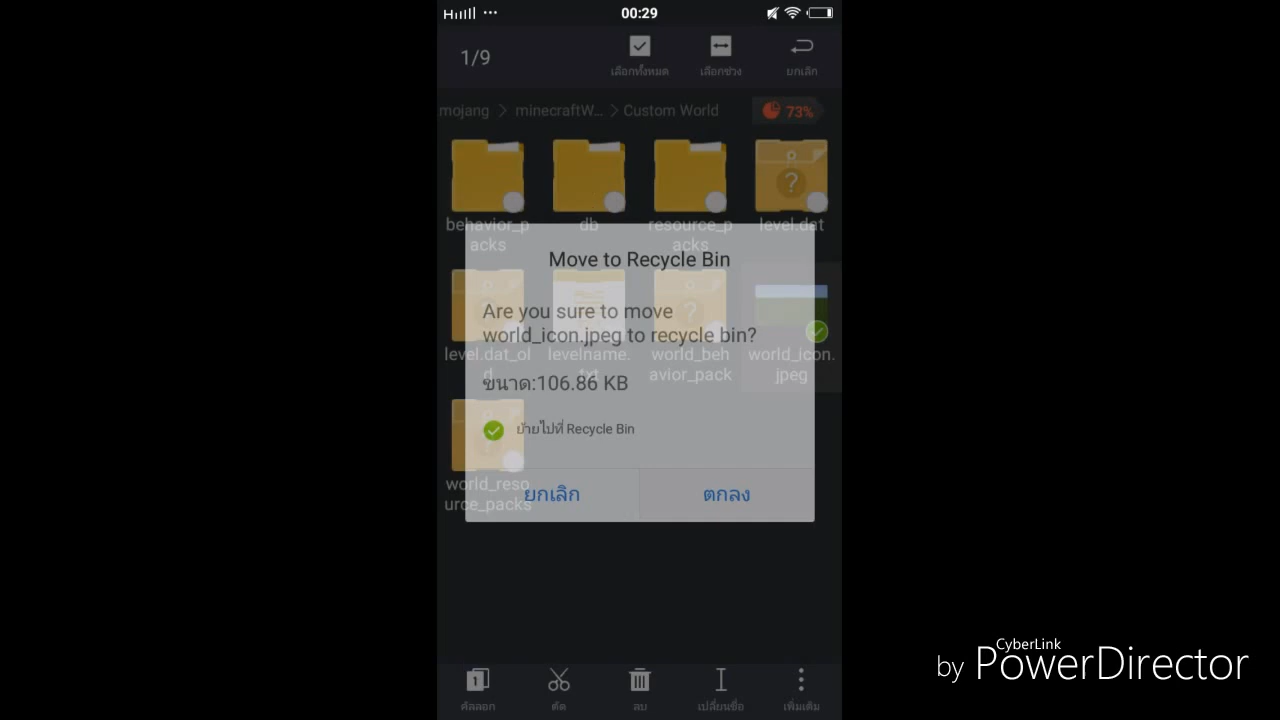 00:29
1/9
เลือกทั้งหมด
เลือกช่วง
ยกเลิก
.mojang
minecraftW...
Custom World
73%
behavior_p
acks
db
resource_p
acks
level.dat
Move to Recycle Bin
Are you sure to move
world_icon.jpeg to recycle bin?
level.dat_ol
d
levelname.
txt
world_beh
avior_pack
world_icon.
jpeg
ขนาด:106.86 KB
ย้ายไปที่ Recycle Bin
world_reso
urce_packs
ยกเลิก
ตกลง
คัดลอก
ตัด
ลบ
เปลี่ยนชื่อ
เพิ่มเติม
CyberLink
by PowerDirector